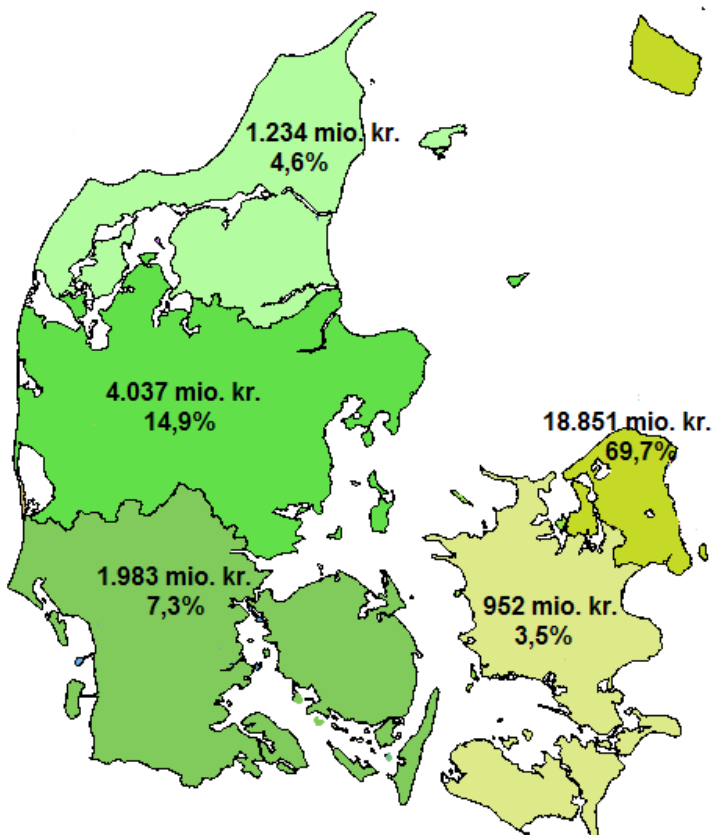 1.234 mio. kr.
4,6%
4.037 mio. kr.
14,9%
18.851 mio. kr.
69,7%
1.983 mio. kr.
7,3%
952 mio. kr.
3,5%